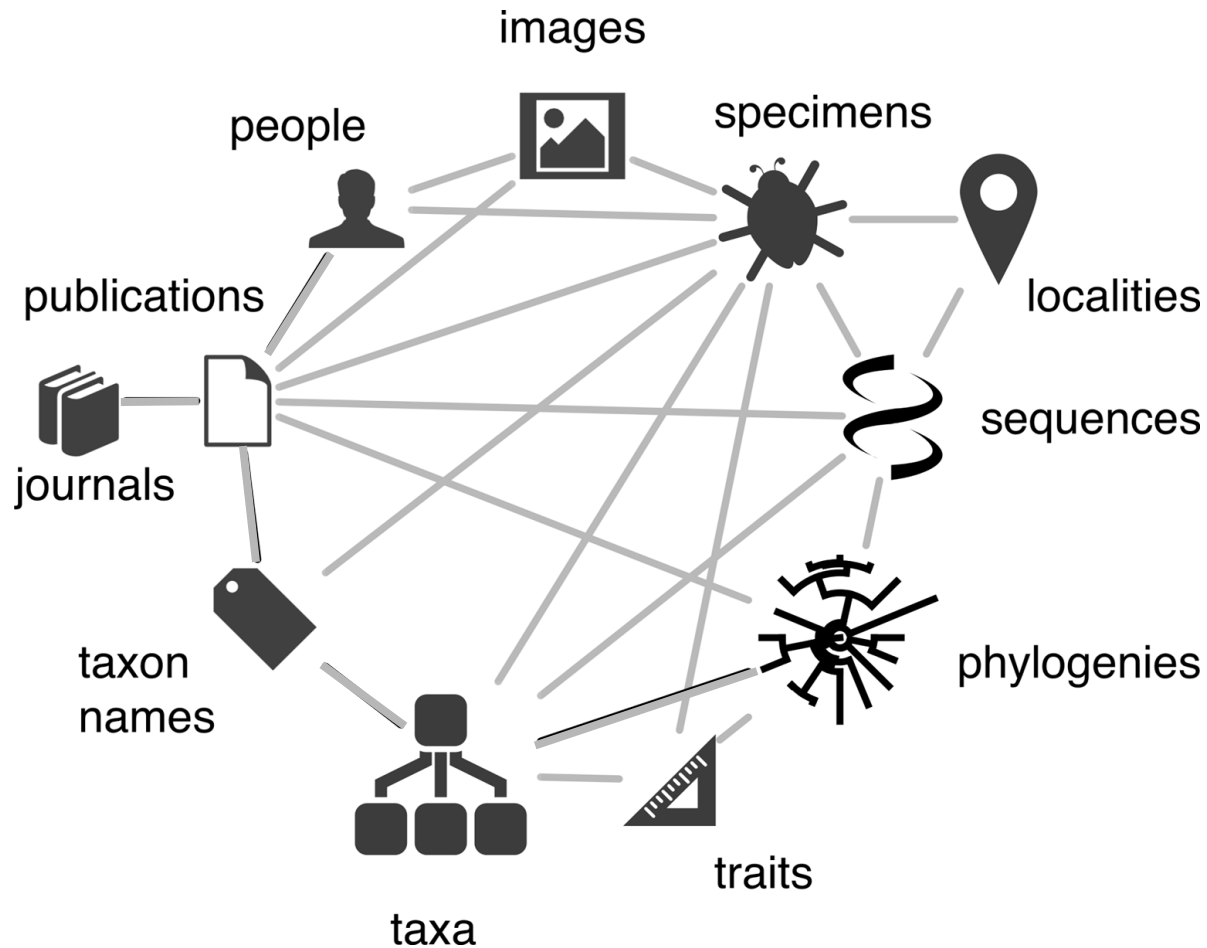 images
people
specimens
publications
localities
journals
sequences
taxon
names
phylogenies
traits
taxa